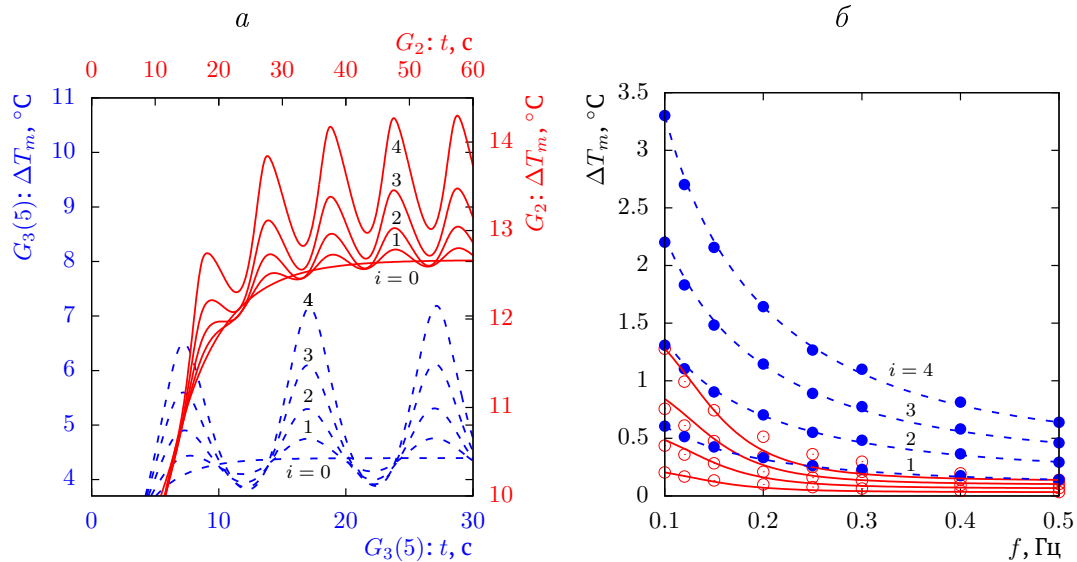 а
G₂: t, с
0 10 20 30 40 50 60
11
10
9
8
7
6
5
4
G₃(5): ΔTₘ, °C
14
13
12
11
10
G₂: ΔTₘ, °C
4
3
2
1
i = 0
4
3
2
1
i = 0
0 10 20 30
G₃(5): t, с
б
ΔTₘ, °C
3.5
3
2.5
2
1.5
1
0.5
0
i = 4
3
2
1
0.1 0.2 0.3 0.4 0.5
f, Гц